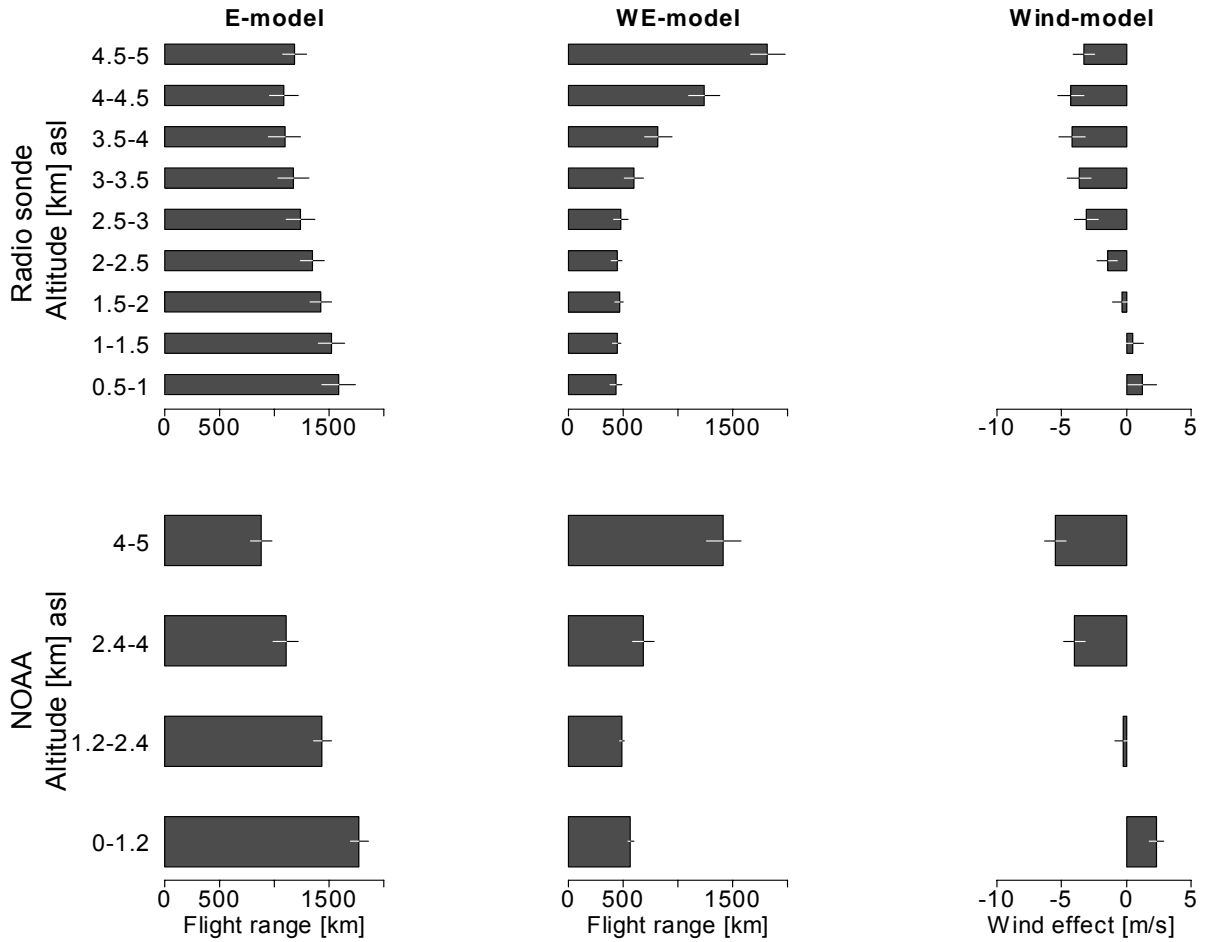 E-model WE-model Wind-model
Radio sonde
Altitude [km] asl
4.5-5
4-4.5
3.5-4
3-3.5
2.5-3
2-2.5
1.5-2
1-1.5
0.5-1
0 500 1500 0 500 1500 -10 -5 0 5
NOAA
Altitude [km] asl
4-5
2.4-4
1.2-2.4
0-1.2
0 500 1500 0 500 1500 -10 -5 0 5
Flight range [km] Flight range [km] Wind effect [m/s]